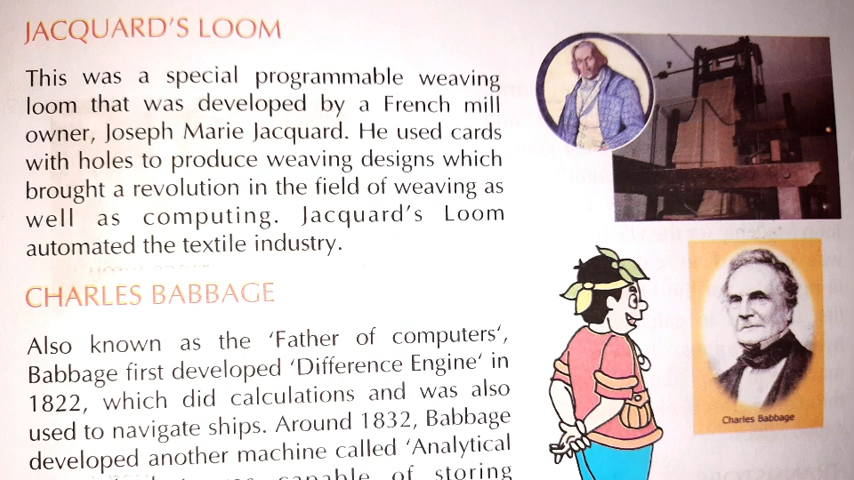 JACQUARD'S LOOM
This was a special programmable weaving
loom that was developed by a French mill
owner, Joseph Marie Jacquard. He used cards
with holes to produce weaving designs which
brought a revolution in the field of weaving as
well as computing. Jacquard's Loom
automated the textile industry.
CHARLES BABBAGE
Also known as the 'Father of computers',
Babbage first developed 'Difference Engine' in
1822, which did calculations and was also
used to navigate ships. Around 1832, Babbage
developed another machine called 'Analytical
capable of storing
Charles Babbage